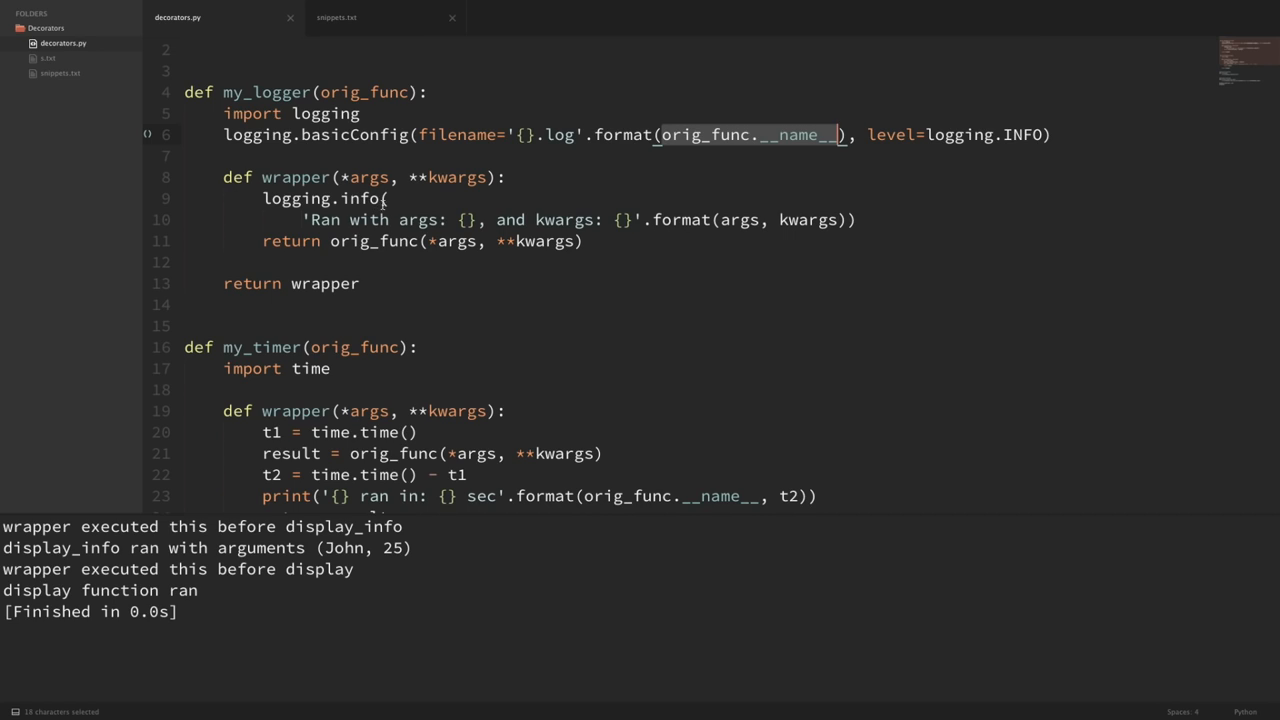 FOLDERS
Decorators
decorators.py
s.txt
snippets.txt
decorators.py
snippets.txt
2
3
4 def my_logger(orig_func):
5 import logging
() 6 logging.basicConfig(filename='{}.log'.format(orig_func.__name__), level=logging.INFO)
7
8 def wrapper(*args, **kwargs):
9 logging.info(
10 'Ran with args: {}, and kwargs: {}'.format(args, kwargs))
11 return orig_func(*args, **kwargs)
12
13 return wrapper
14
15
16 def my_timer(orig_func):
17 import time
18
19 def wrapper(*args, **kwargs):
20 t1 = time.time()
21 result = orig_func(*args, **kwargs)
22 t2 = time.time() - t1
23 print('{} ran in: {} sec'.format(orig_func.__name__, t2))
wrapper executed this before display_info
display_info ran with arguments (John, 25)
wrapper executed this before display
display function ran
[Finished in 0.0s]
18 characters selected
Spaces: 4
Python